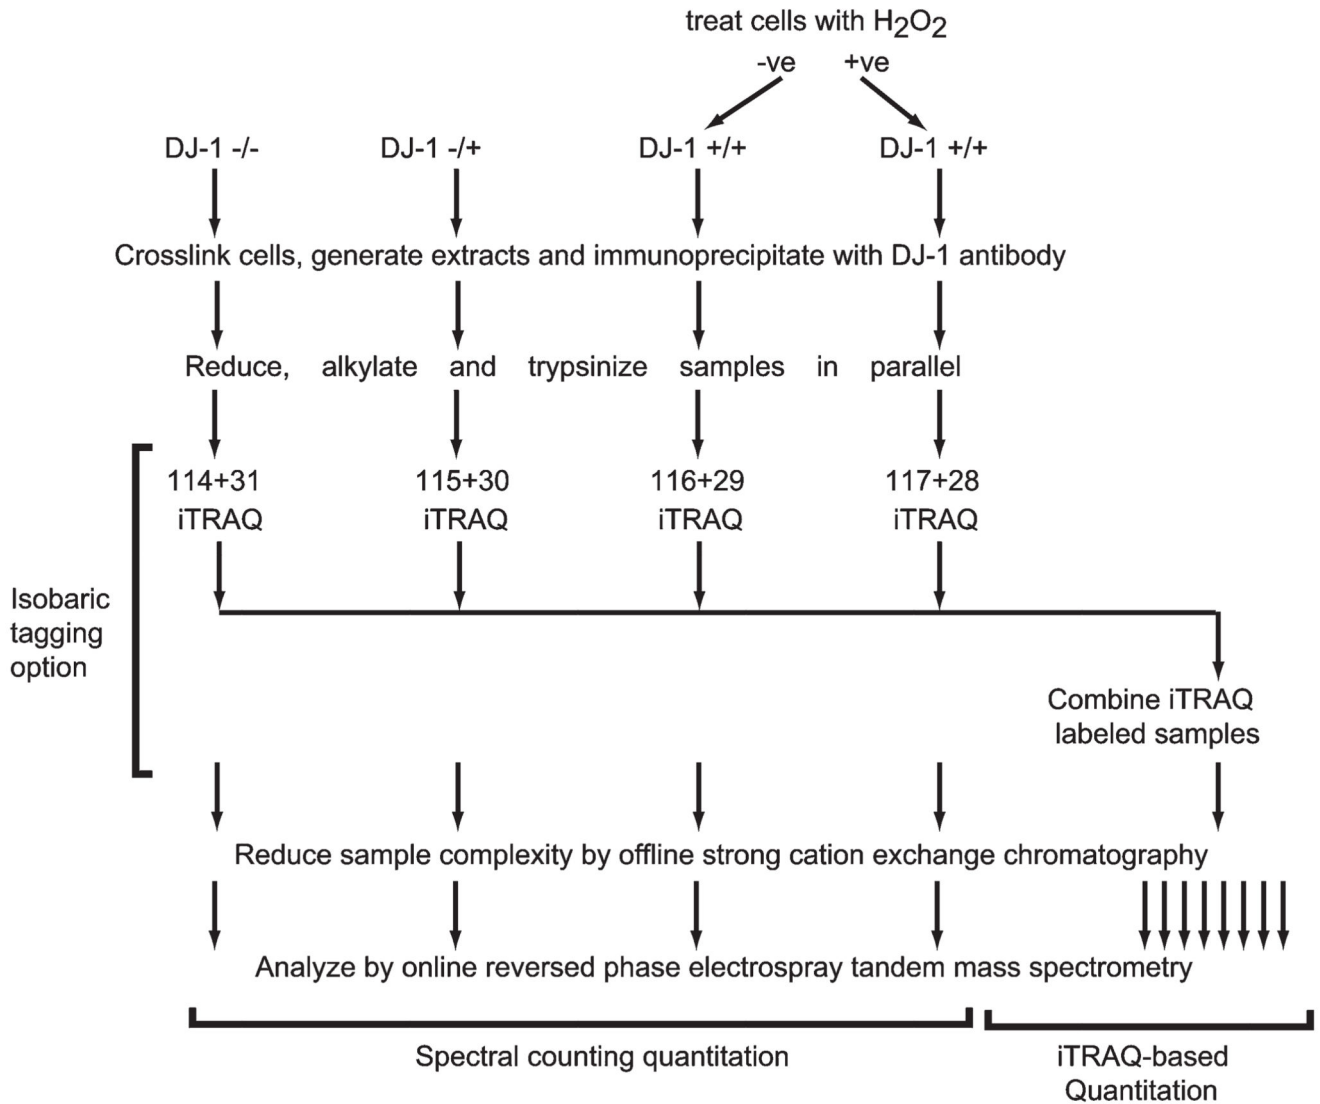 treat cells with H2O2
-ve +ve
DJ-1 -/- DJ-1 -/+ DJ-1 +/+ DJ-1 +/+
Crosslink cells, generate extracts and immunoprecipitate with DJ-1 antibody
Reduce, alkylate and trypsinize samples in parallel
114+31 115+30 116+29 117+28
iTRAQ iTRAQ iTRAQ iTRAQ
Isobaric
tagging
option
Combine iTRAQ
labeled samples
Reduce sample complexity by offline strong cation exchange chromatography
Analyze by online reversed phase electrospray tandem mass spectrometry
Spectral counting quantitation
iTRAQ-based
Quantitation